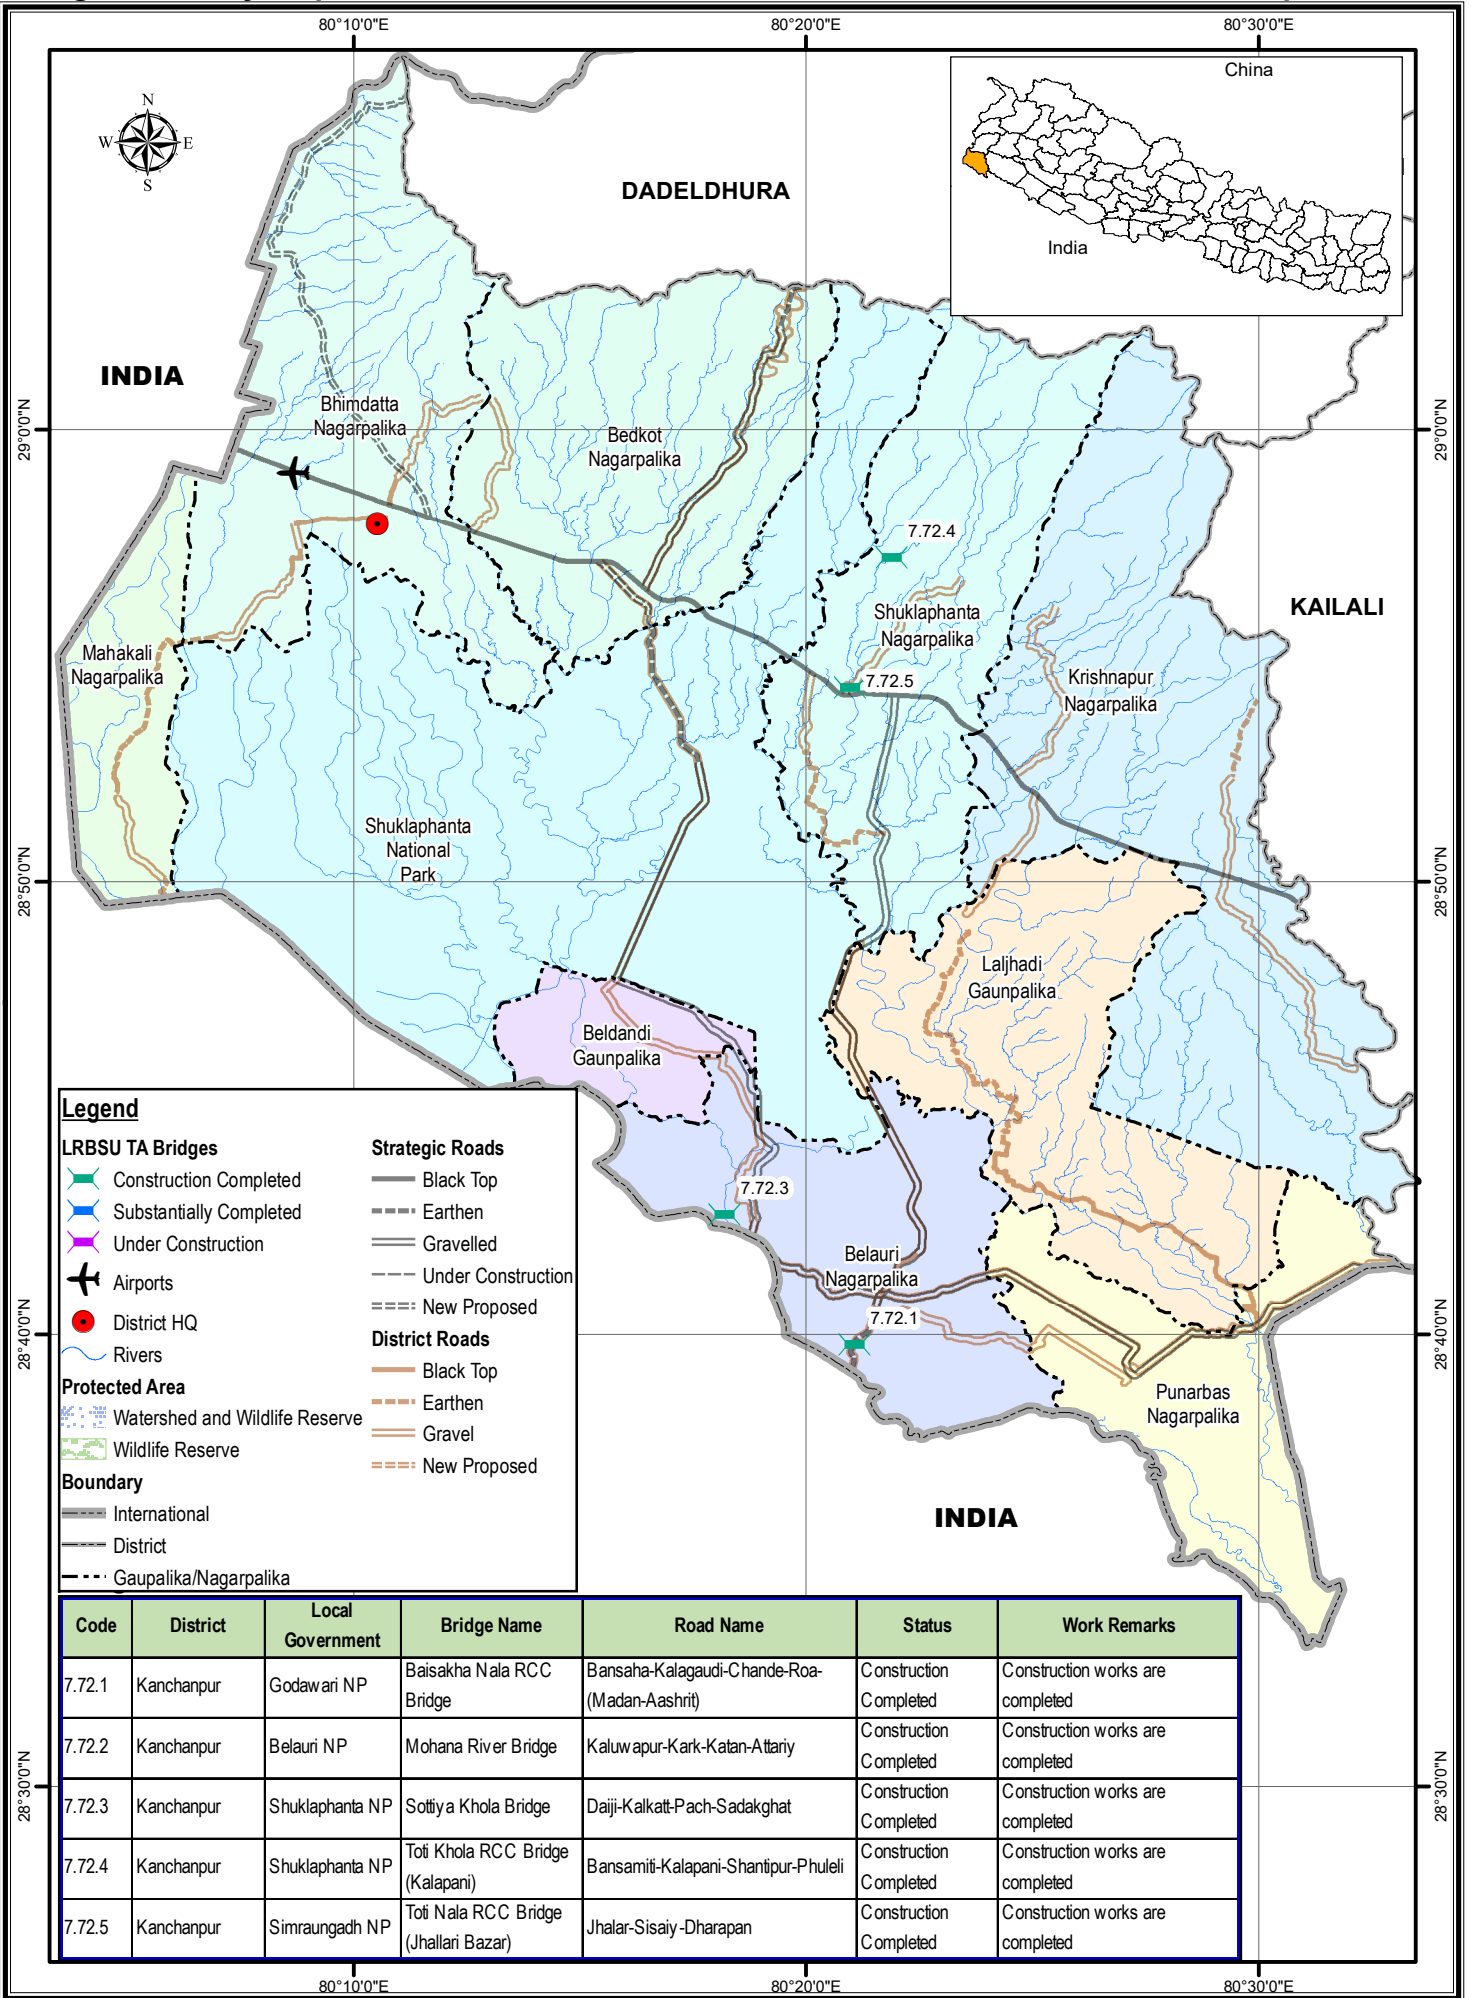 80°10'0"E
80°20'0"E
80°30'0"E
China
India
N
W
E
S
DADELDHURA
INDIA
Bhimdatta
Nagarpalika
Bedkot
Nagarpalika
29°0'0"N
29°0'0"N
7.72.4
Shuklaphanta
Nagarpalika
KAILALI
Mahakali
Nagarpalika
7.72.5
Krishnapur
Nagarpalika
Shuklaphanta
National
Park
28°50'0"N
28°50'0"N
Laljhadi
Gaunpalika
Beldandi
Gaunpalika
7.72.3
Belauri
Nagarpalika
7.72.1
28°40'0"N
28°40'0"N
Punarbas
Nagarpalika
INDIA
Legend
LRBSU TA Bridges
Construction Completed
Substantially Completed
Under Construction
Airports
District HQ
Rivers
Protected Area
Watershed and Wildlife Reserve
Wildlife Reserve
Boundary
International
District
Gaupalika/Nagarpalika
Strategic Roads
Black Top
Earthen
Gravelled
Under Construction
New Proposed
District Roads
Black Top
Earthen
Gravel
New Proposed
Code District Local Government Bridge Name Road Name Status Work Remarks
7.72.1 Kanchanpur Godawari NP Baisakha Nala RCC Bridge Bansaha-Kalagaudi-Chande-Roa-(Madan-Aashrit) Construction Completed Construction works are completed
7.72.2 Kanchanpur Belauri NP Mohana River Bridge Kaluwapur-Kark-Katan-Attariy Construction Completed Construction works are completed
7.72.3 Kanchanpur Shuklaphanta NP Sottiya Khola Bridge Daiji-Kalkatt-Pach-Sadakghat Construction Completed Construction works are completed
7.72.4 Kanchanpur Shuklaphanta NP Toti Khola RCC Bridge (Kalapani) Bansamiti-Kalapani-Shantipur-Phuleli Construction Completed Construction works are completed
7.72.5 Kanchanpur Simraungadh NP Toti Nala RCC Bridge (Jhallari Bazar) Jhalar-Sisaiy-Dharapan Construction Completed Construction works are completed
28°30'0"N
28°30'0"N
80°10'0"E
80°20'0"E
80°30'0"E